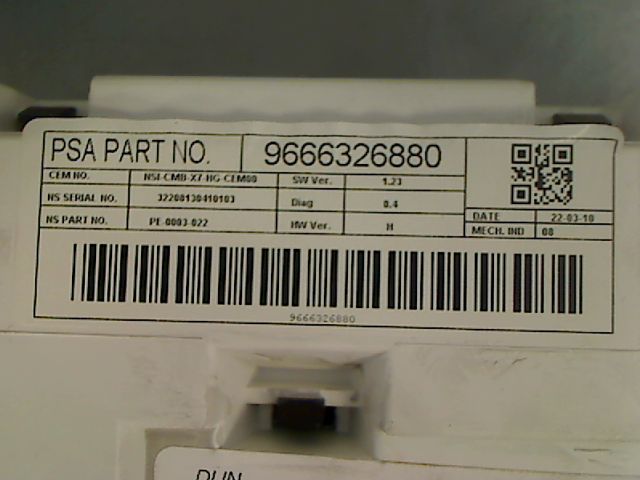 PSA PART NO. 9666326880
CEM NO. NSI-CMB-X7-HG-CEM00 SW Ver. 1.23
NS SERIAL NO. 32208130410103 Diag 0.4
NS PART NO. PE-0003-022 HW Ver. H
DATE 22-03-10
MECH. IND 08
9666326880